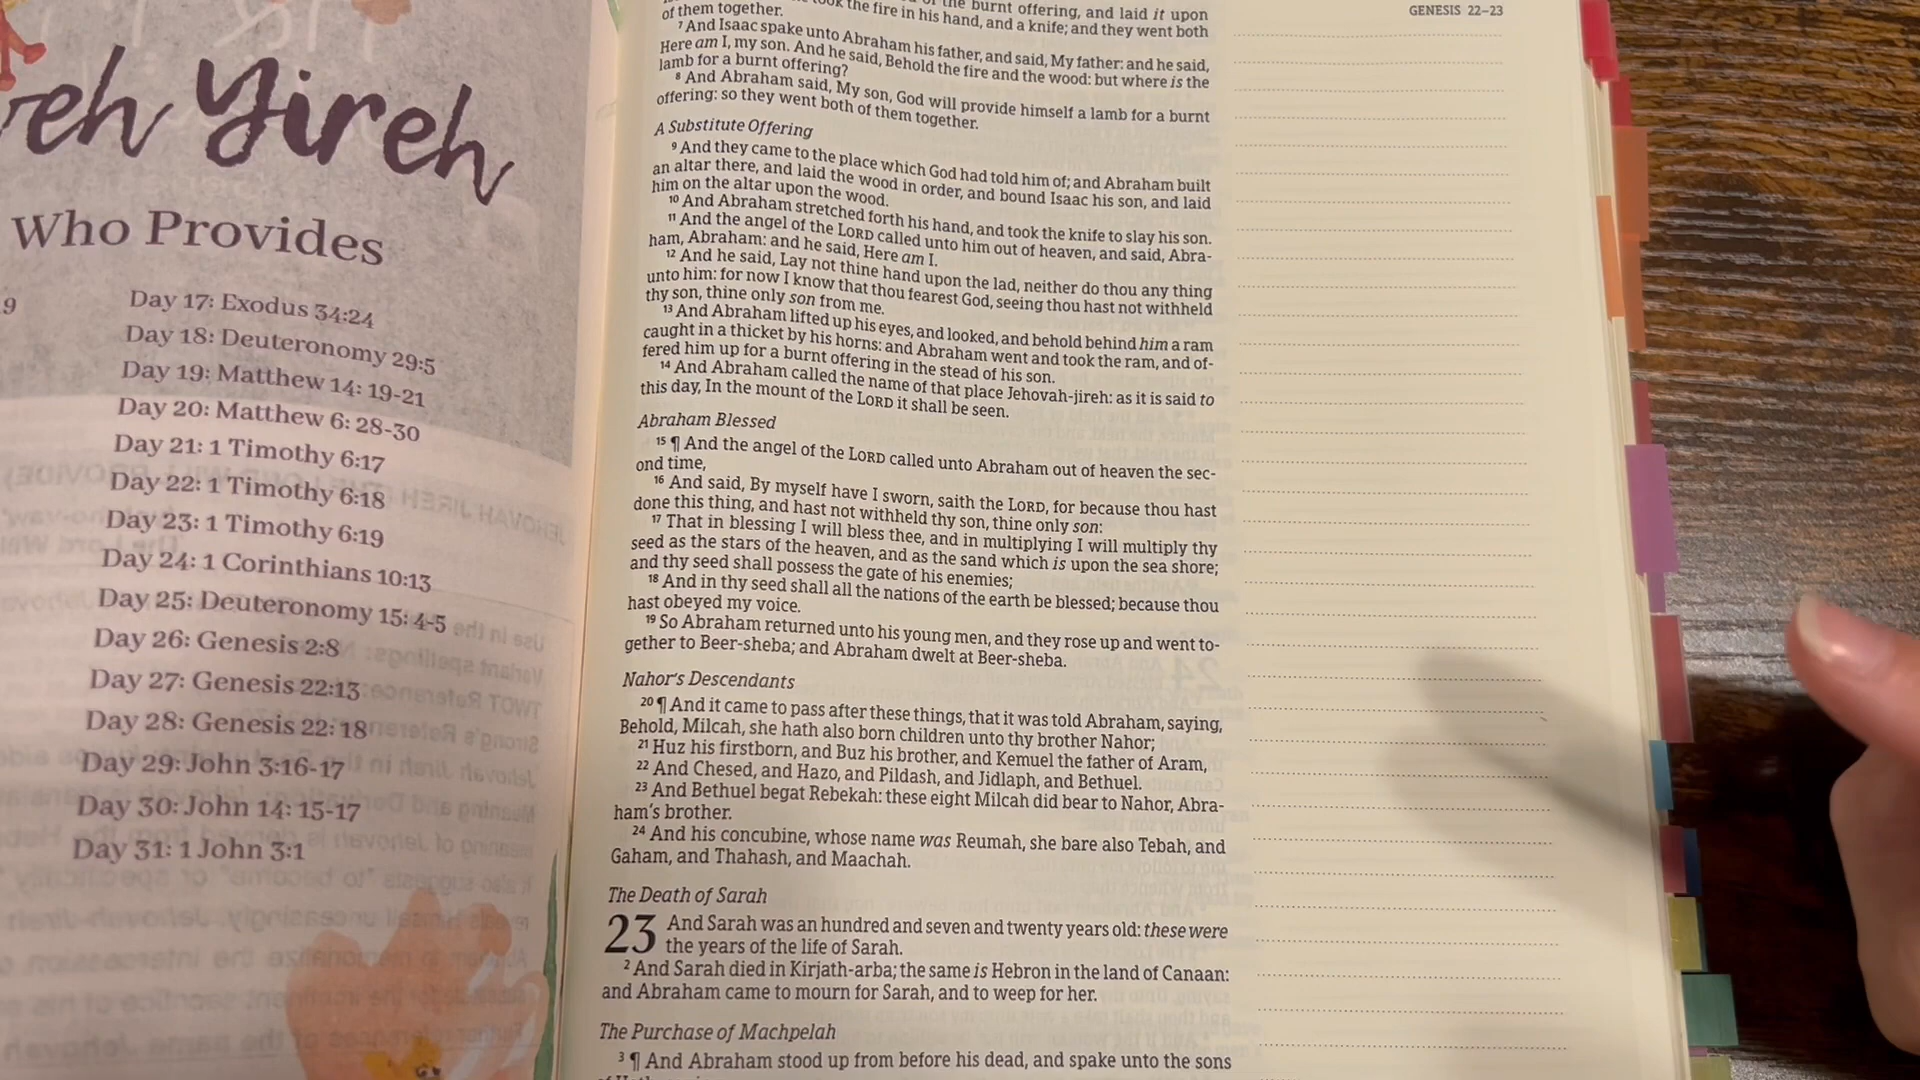 Yireh
Who Provides
9
Day 17: Exodus 34:24
Day 18: Deuteronomy 29:5
Day 19: Matthew 14: 19-21
Day 20: Matthew 6: 28-30
Day 21: 1 Timothy 6:17
Day 22: 1 Timothy 6:18
Day 23: 1 Timothy 6:19
Day 24: 1 Corinthians 10:13
Day 25: Deuteronomy 15: 4-5
Day 26: Genesis 2:8
Day 27: Genesis 22:13
Day 28: Genesis 22: 18
Day 29: John 3:16-17
Day 30: John 14: 15-17
Day 31: 1 John 3:1
GENESIS 22–23
the burnt offering, and laid it upon
the fire in his hand, and a knife; and they went both
of them together.
7 And Isaac spake unto Abraham his father, and said, My father: and he said,
Here am I, my son. And he said, Behold the fire and the wood: but where is the
lamb for a burnt offering?
8 And Abraham said, My son, God will provide himself a lamb for a burnt
offering: so they went both of them together.
A Substitute Offering
9 And they came to the place which God had told him of; and Abraham built
an altar there, and laid the wood in order, and bound Isaac his son, and laid
him on the altar upon the wood.
10 And Abraham stretched forth his hand, and took the knife to slay his son.
11 And the angel of the LORD called unto him out of heaven, and said, Abra-
ham, Abraham: and he said, Here am I.
12 And he said, Lay not thine hand upon the lad, neither do thou any thing
unto him: for now I know that thou fearest God, seeing thou hast not withheld
thy son, thine only son from me.
13 And Abraham lifted up his eyes, and looked, and behold behind him a ram
caught in a thicket by his horns: and Abraham went and took the ram, and of-
fered him up for a burnt offering in the stead of his son.
14 And Abraham called the name of that place Jehovah-jireh: as it is said to
this day, In the mount of the LORD it shall be seen.
Abraham Blessed
15 ¶ And the angel of the LORD called unto Abraham out of heaven the sec-
ond time,
16 And said, By myself have I sworn, saith the LORD, for because thou hast
done this thing, and hast not withheld thy son, thine only son:
17 That in blessing I will bless thee, and in multiplying I will multiply thy
seed as the stars of the heaven, and as the sand which is upon the sea shore;
and thy seed shall possess the gate of his enemies;
18 And in thy seed shall all the nations of the earth be blessed; because thou
hast obeyed my voice.
19 So Abraham returned unto his young men, and they rose up and went to-
gether to Beer-sheba; and Abraham dwelt at Beer-sheba.
Nahor's Descendants
20 ¶ And it came to pass after these things, that it was told Abraham, saying,
Behold, Milcah, she hath also born children unto thy brother Nahor;
21 Huz his firstborn, and Buz his brother, and Kemuel the father of Aram,
22 And Chesed, and Hazo, and Pildash, and Jidlaph, and Bethuel.
23 And Bethuel begat Rebekah: these eight Milcah did bear to Nahor, Abra-
ham's brother.
24 And his concubine, whose name was Reumah, she bare also Tebah, and
Gaham, and Thahash, and Maachah.
The Death of Sarah
23 And Sarah was an hundred and seven and twenty years old: these were
the years of the life of Sarah.
2 And Sarah died in Kirjath-arba; the same is Hebron in the land of Canaan:
and Abraham came to mourn for Sarah, and to weep for her.
The Purchase of Machpelah
3 ¶ And Abraham stood up from before his dead, and spake unto the sons